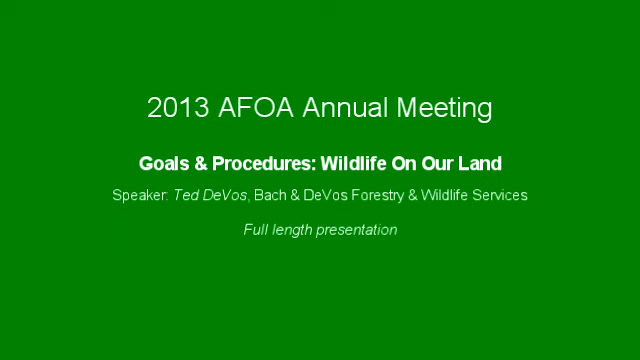 2013 AFOA Annual Meeting
Goals & Procedures: Wildlife On Our Land
Speaker: Ted DeVos, Bach & DeVos Forestry & Wildlife Services
Full length presentation